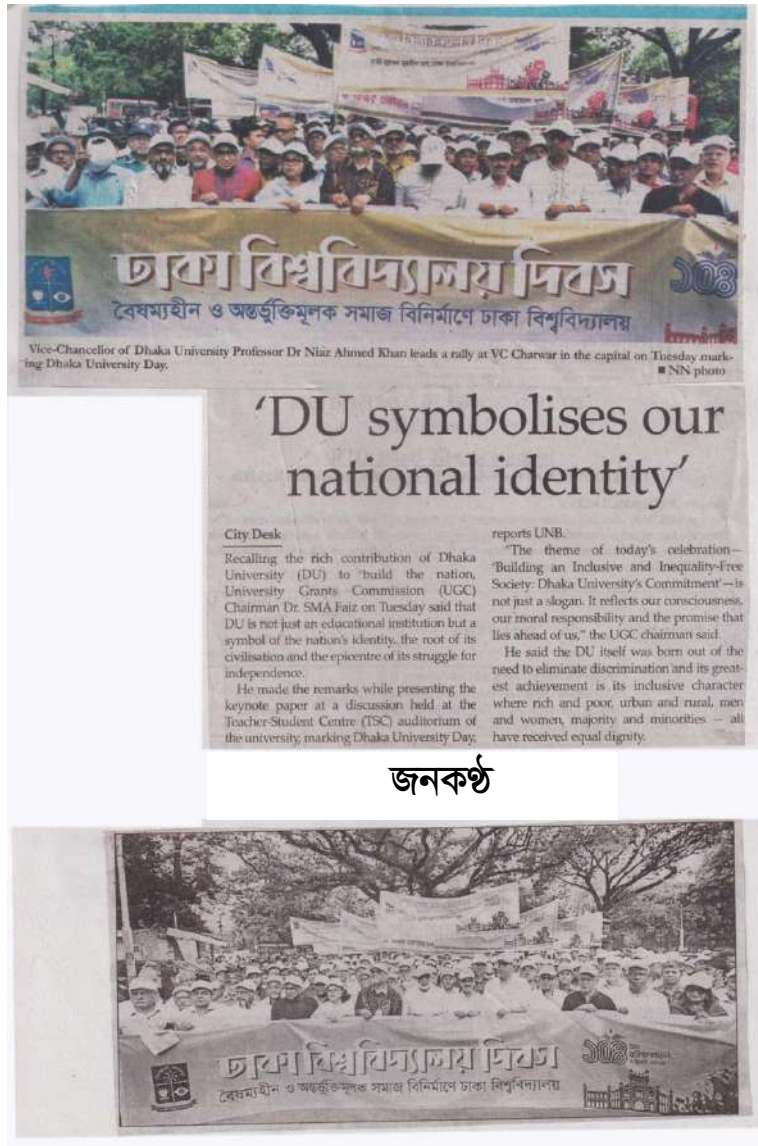 ঢাকা বিশ্ববিদ্যালয় দিবস
১০৪
বৈষম্যহীন ও অন্তর্ভুক্তিমূলক সমাজ বিনির্মাণে ঢাকা বিশ্ববিদ্যালয়
Vice-Chancellor of Dhaka University Professor Dr Niaz Ahmed Khan leads a rally at VC Charwar in the capital on Tuesday mark-
ing Dhaka University Day.
■ NN photo
‘DU symbolises our
national identity’
City Desk
Recalling the rich contribution of Dhaka
University (DU) to build the nation,
University Grants Commission (UGC)
Chairman Dr. SMA Faiz on Tuesday said that
DU is not just an educational institution but a
symbol of the nation's identity, the root of its
civilisation and the epicentre of its struggle for
independence.
He made the remarks while presenting the
keynote paper at a discussion held at the
Teacher-Student Centre (TSC) auditorium of
the university, marking Dhaka University Day,
reports UNB.
"The theme of today's celebration—
'Building an Inclusive and Inequality-Free
Society: Dhaka University's Commitment'—is
not just a slogan. It reflects our consciousness,
our moral responsibility and the promise that
lies ahead of us," the UGC chairman said.
He said the DU itself was born out of the
need to eliminate discrimination and its great-
est achievement is its inclusive character
where rich and poor, urban and rural, men
and women, majority and minorities — all
have received equal dignity.
জনকণ্ঠ
ঢাকা বিশ্ববিদ্যালয় দিবস
১০৪
বৈষম্যহীন ও অন্তর্ভুক্তিমূলক সমাজ বিনির্মাণে ঢাকা বিশ্ববিদ্যালয়